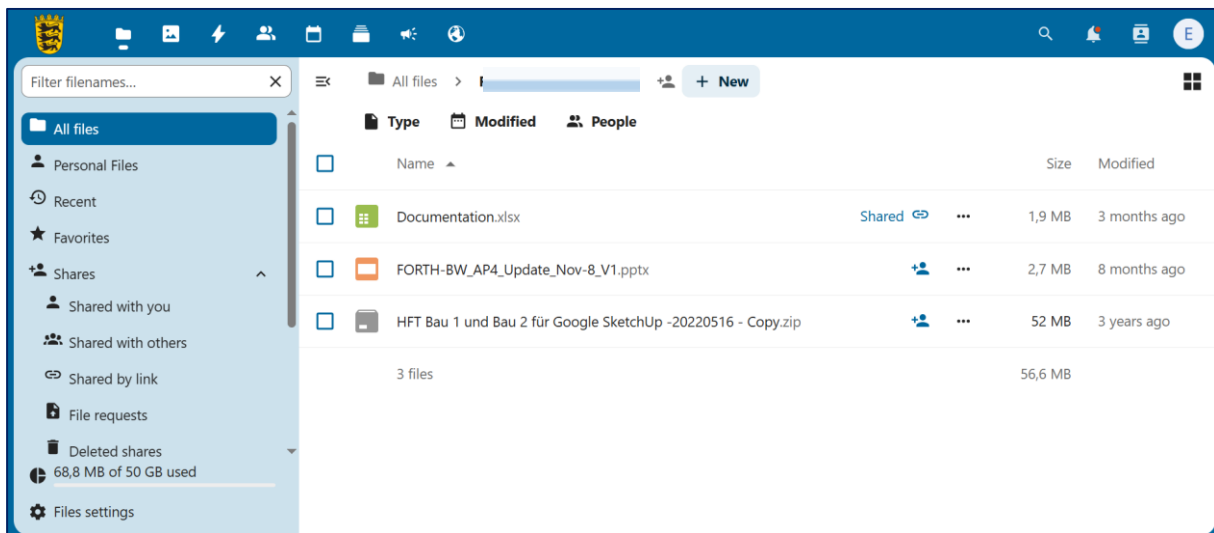 E
Filter filenames...
All files
Personal Files
Recent
Favorites
Shares
Shared with you
Shared with others
Shared by link
File requests
Deleted shares
68,8 MB of 50 GB used
Files settings
All files > + New
Type Modified People
Name Size Modified
Documentation.xlsx Shared 1,9 MB 3 months ago
FORTH-BW_AP4_Update_Nov-8_V1.pptx 2,7 MB 8 months ago
HFT Bau 1 und Bau 2 für Google SketchUp -20220516 - Copy.zip 52 MB 3 years ago
3 files 56,6 MB